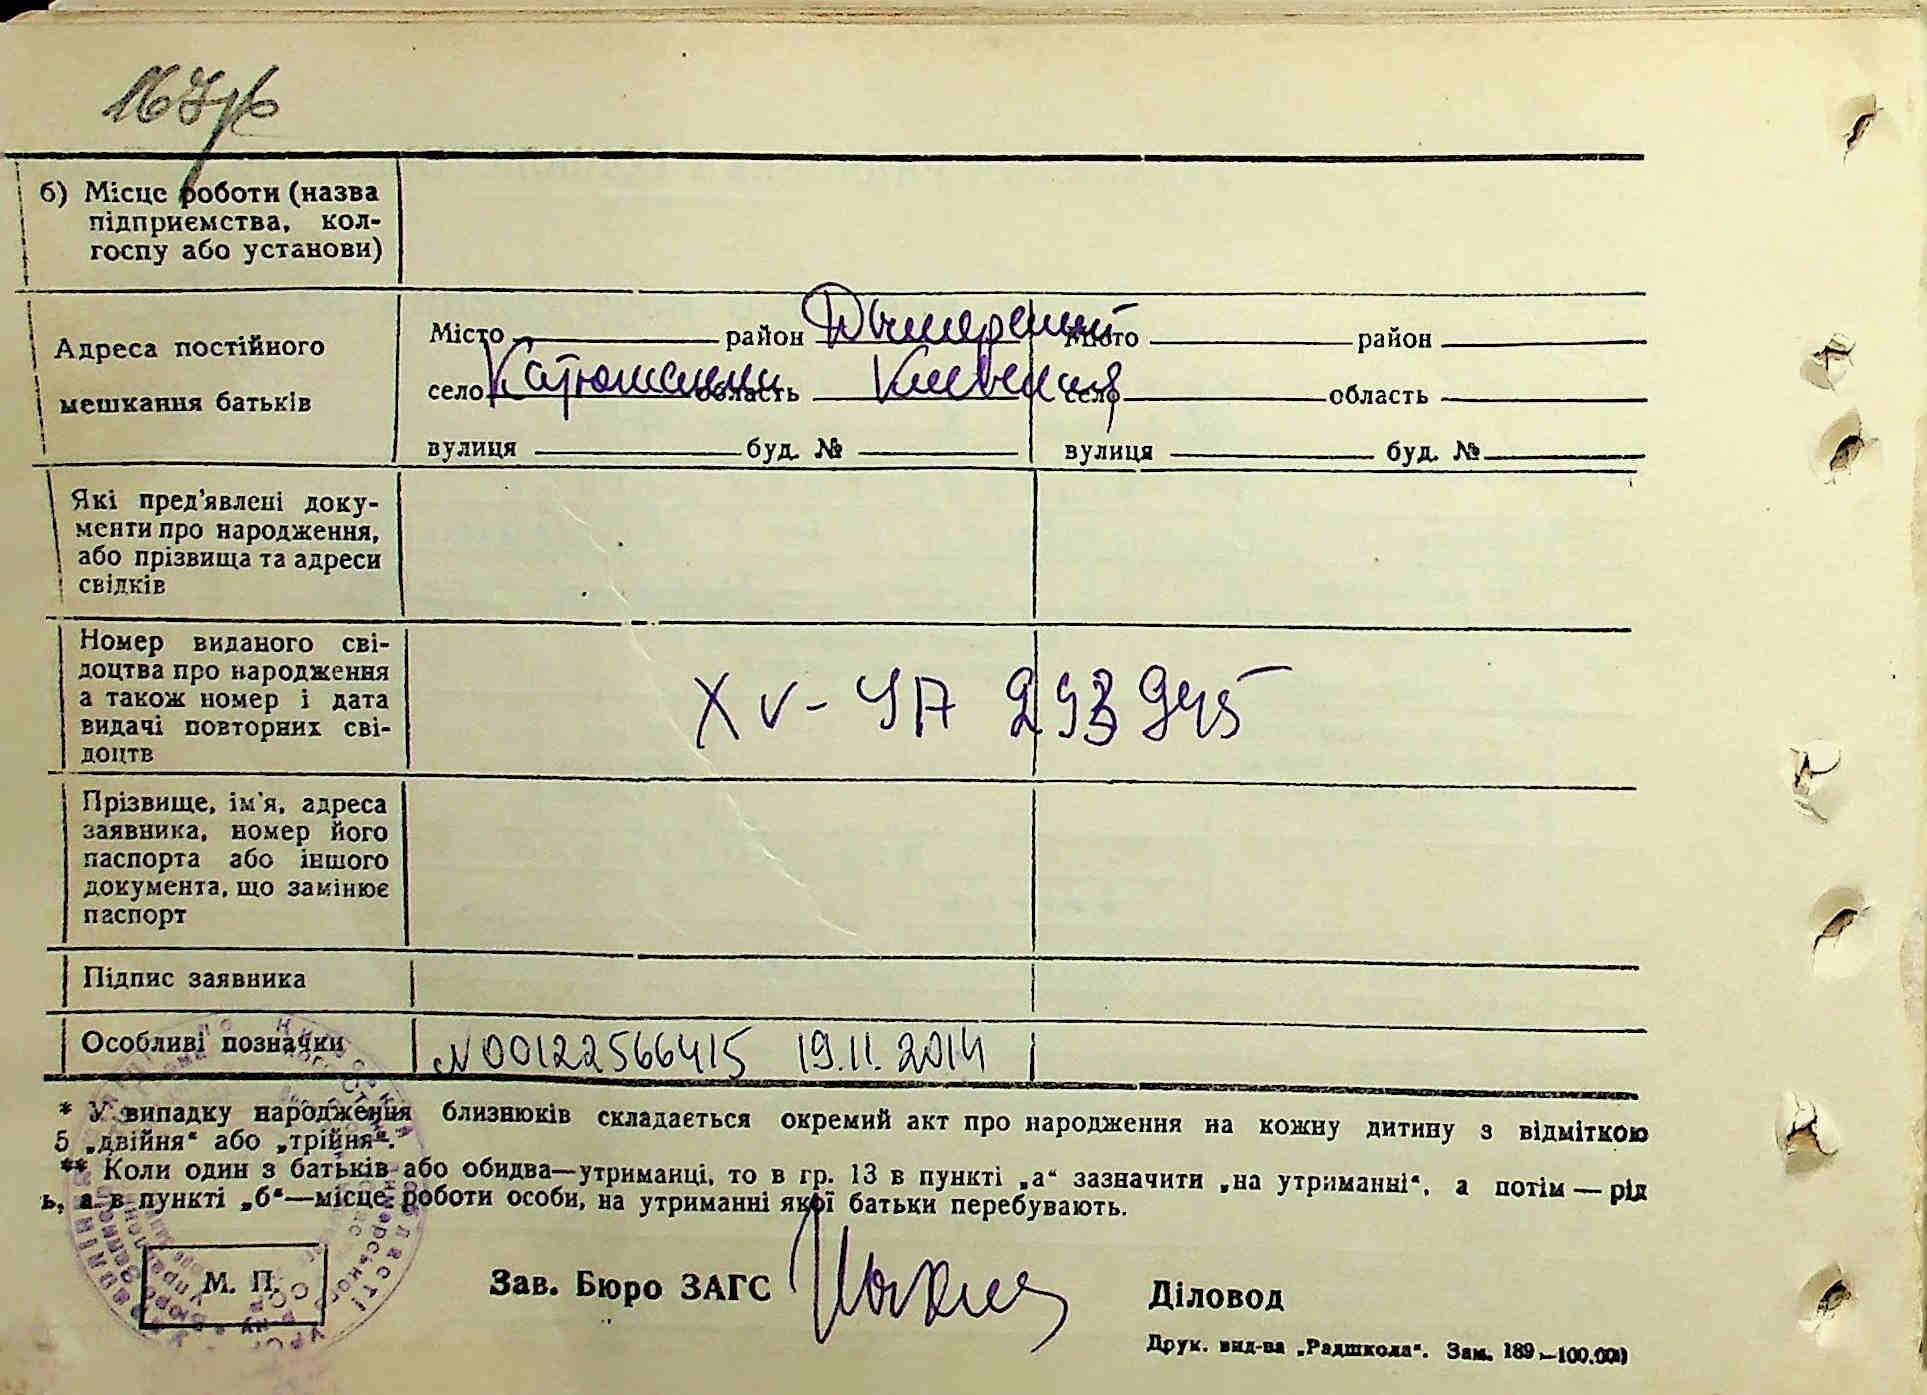 б) Місце роботи (назва
підприємства, кол-
госпу або установи)
Адреса постійного
мешкання батьків
Місто район Дымерский Місто район
село Катюжанка область Киевская село область
вулиця буд. № вулиця буд. №
Які пред'явлені доку-
менти про народження,
або прізвища та адреси
свідків
Номер виданого сві-
доцтва про народження
а також номер і дата
видачі повторних сві-
доцтв
XV-УА 293945
Прізвище, ім'я, адреса
заявника, номер його
паспорта або іншого
документа, що замінює
паспорт
Підпис заявника
Особливі позначки
N 00122566415 19.11.2014
* У випадку народження близнюків складається окремий акт про народження на кожну дитину з відміткою
5 „двійня“ або „трійня“.
** Коли один з батьків або обидва—утриманці, то в гр. 13 в пункті „а“ зазначити „на утриманні“, а потім — рід
ь, а в пункті „б“—місце роботи особи, на утриманні якої батьки перебувають.
М. П.
Зав. Бюро ЗАГС
Діловод
Друк. вид-ва „Радшкола“. Зам. 189—100.000